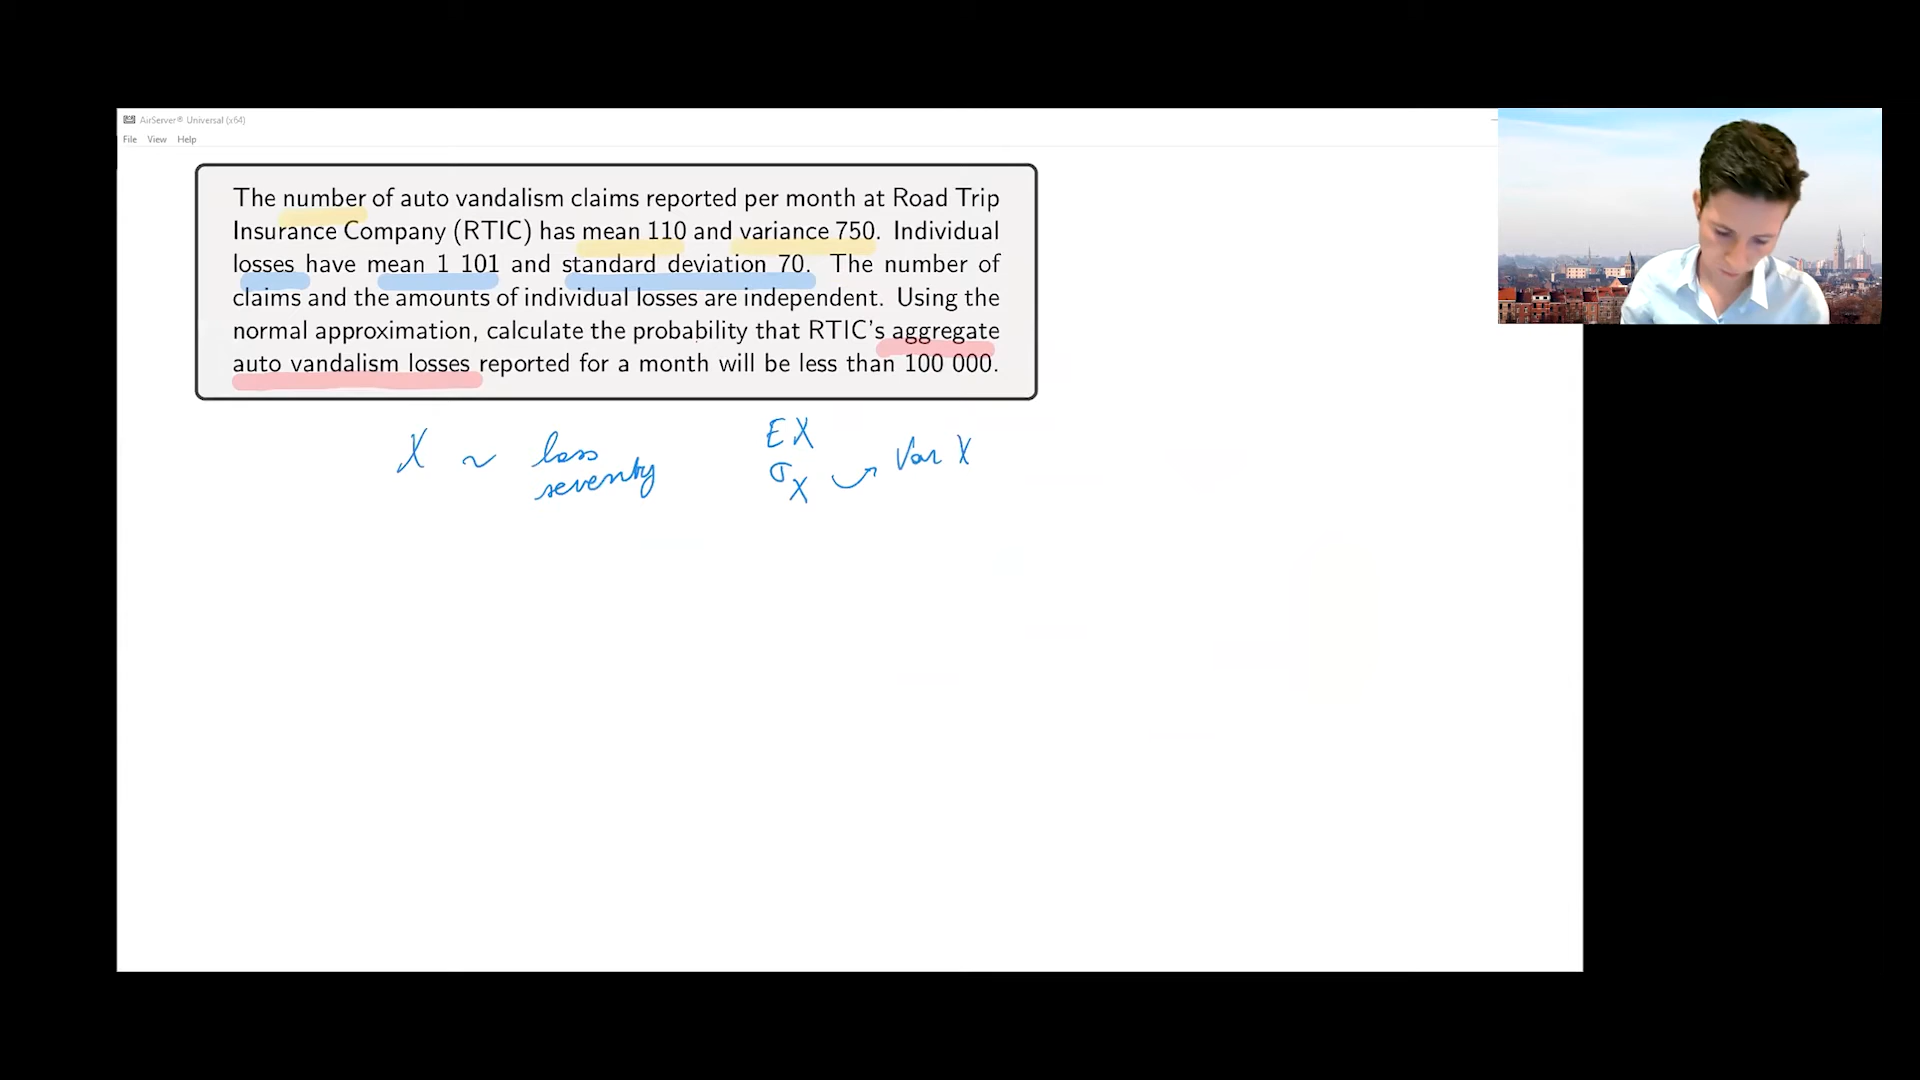 AirServer® Universal (x64)
File View Help
The number of auto vandalism claims reported per month at Road Trip
Insurance Company (RTIC) has mean 110 and variance 750. Individual
losses have mean 1 101 and standard deviation 70. The number of
claims and the amounts of individual losses are independent. Using the
normal approximation, calculate the probability that RTIC's aggregate
auto vandalism losses reported for a month will be less than 100 000.
X ~ loss severity
EX
σX → Var X